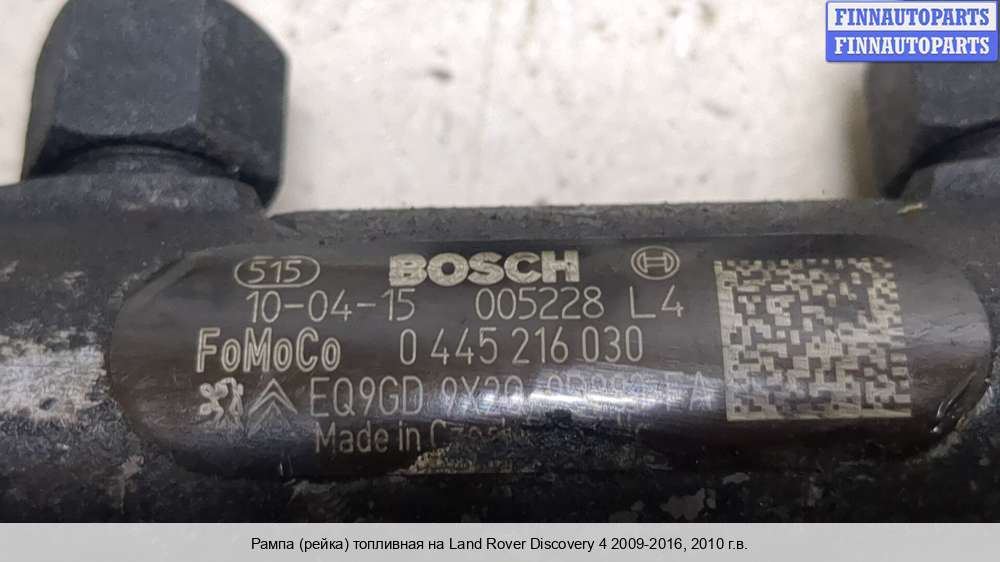 FINNAUTOPARTS
FINNAUTOPARTS
515 BOSCH
10-04-15 005228 L4
FoMoCo 0 445 216 030
EQ9GD
Made in
Рампа (рейка) топливная на Land Rover Discovery 4 2009-2016, 2010 г.в.